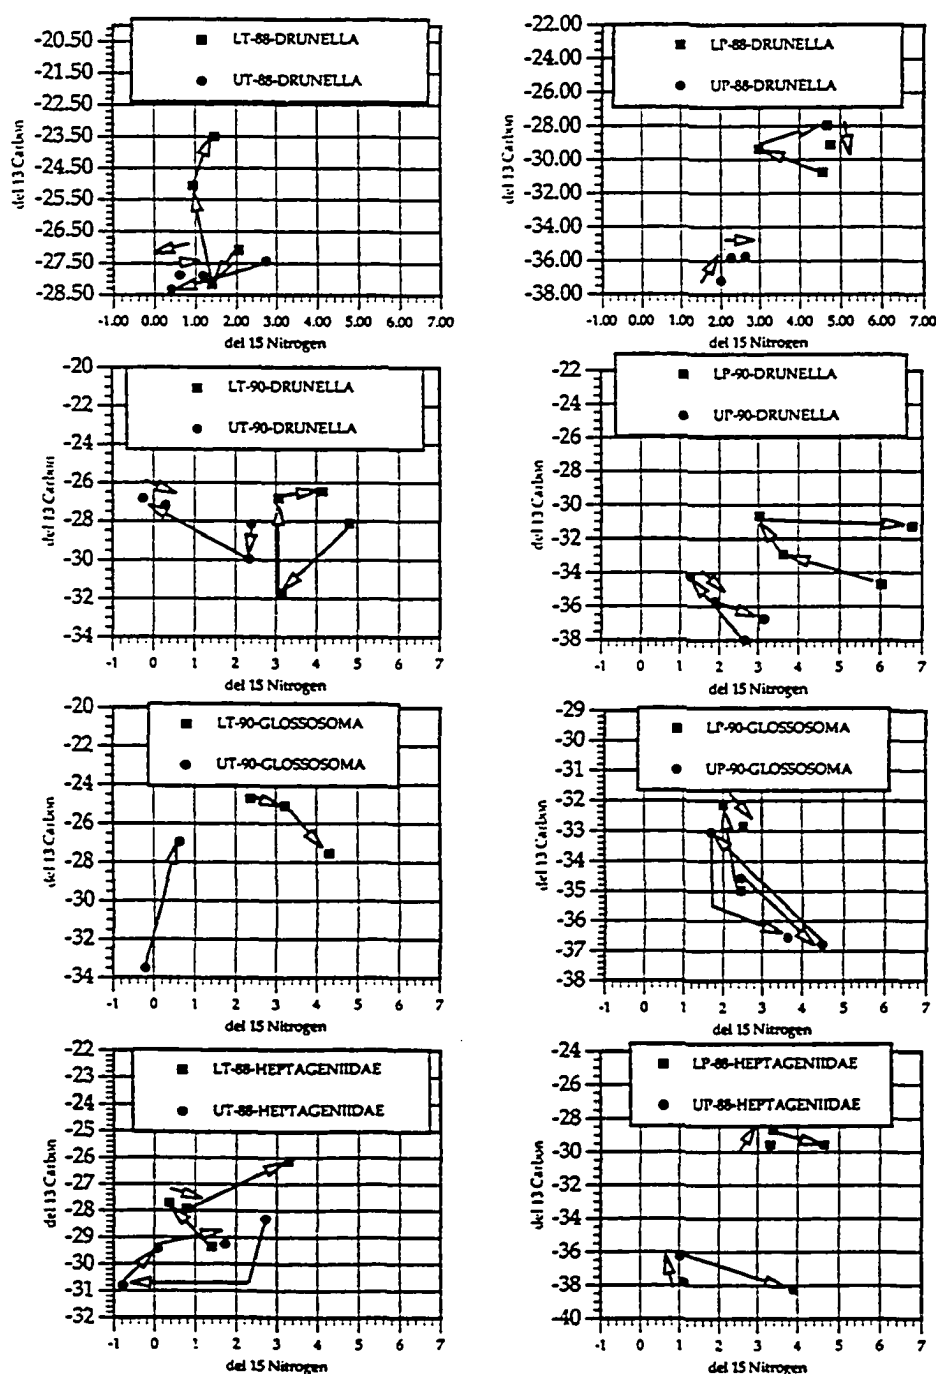 LT-88-DRUNELLA
UT-88-DRUNELLA
del 13 Carbon
-20.50
-21.50
-22.50
-23.50
-24.50
-25.50
-26.50
-27.50
-28.50
-1.00 0.00 1.00 2.00 3.00 4.00 5.00 6.00 7.00
del 15 Nitrogen
LP-88-DRUNELLA
UP-88-DRUNELLA
del 13 Carbon
-22.00
-24.00
-26.00
-28.00
-30.00
-32.00
-34.00
-36.00
-38.00
-1.00 0.00 1.00 2.00 3.00 4.00 5.00 6.00 7.00
del 15 Nitrogen
LT-90-DRUNELLA
UT-90-DRUNELLA
del 13 Carbon
-20
-22
-24
-26
-28
-30
-32
-34
-1 0 1 2 3 4 5 6 7
del 15 Nitrogen
LP-90-DRUNELLA
UP-90-DRUNELLA
del 13 Carbon
-22
-24
-26
-28
-30
-32
-34
-36
-38
-1 0 1 2 3 4 5 6 7
del 15 Nitrogen
LT-90-GLOSSOSOMA
UT-90-GLOSSOSOMA
del 13 Carbon
-20
-22
-24
-26
-28
-30
-32
-34
-1 0 1 2 3 4 5 6 7
del 15 Nitrogen
LP-90-GLOSSOSOMA
UP-90-GLOSSOSOMA
del 13 Carbon
-29
-30
-31
-32
-33
-34
-35
-36
-37
-38
-1 0 1 2 3 4 5 6 7
del 15 Nitrogen
LT-88-HEPTAGENIIDAE
UT-88-HEPTAGENIIDAE
del 13 Carbon
-22
-23
-24
-25
-26
-27
-28
-29
-30
-31
-32
-1 0 1 2 3 4 5 6 7
del 15 Nitrogen
LP-88-HEPTAGENIIDAE
UP-88-HEPTAGENIIDAE
del 13 Carbon
-24
-26
-28
-30
-32
-34
-36
-38
-40
-1 0 1 2 3 4 5 6 7
del 15 Nitrogen